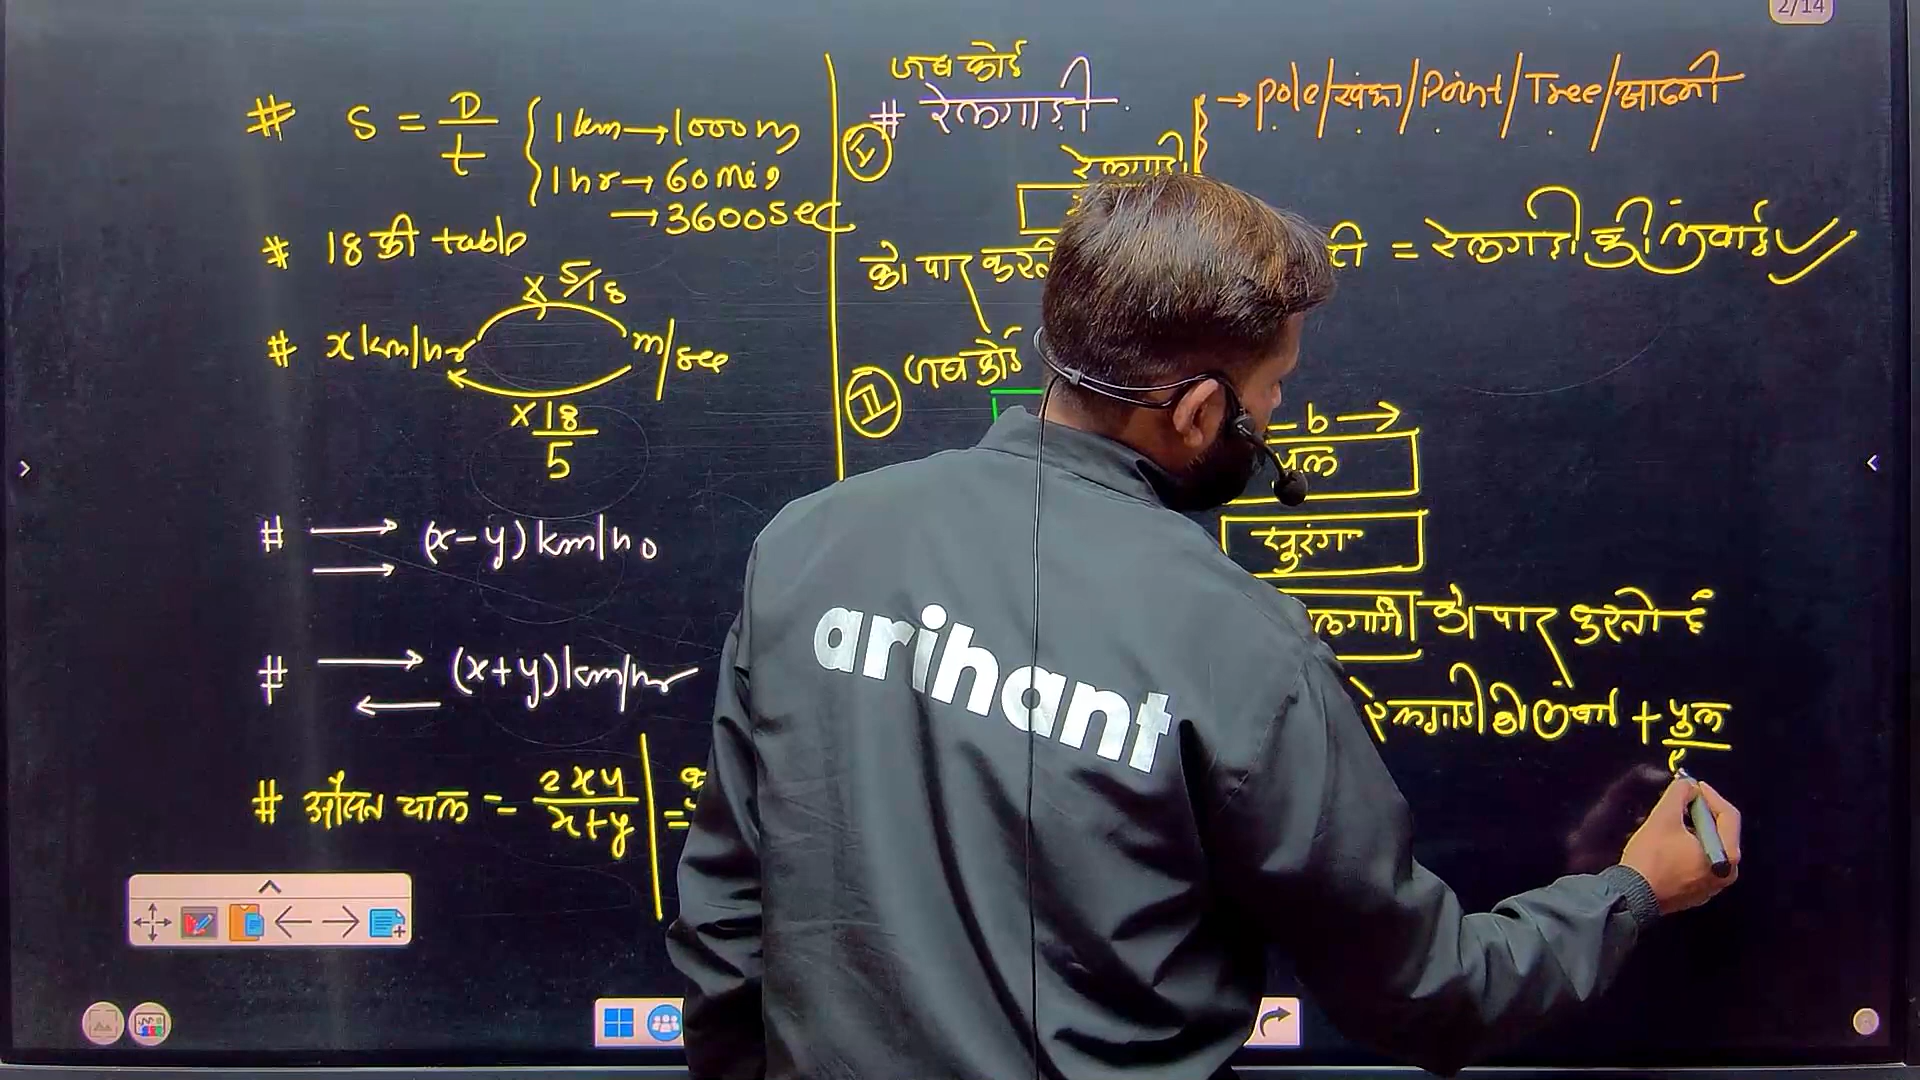 2/14
# S = D/t { 1 km → 1000 m
1 hr → 60 min
→ 3600 sec
# 18 की table
× 5/18
# x km/hr m/sec
× 18/5
# (x-y) km/hr
# (x+y) km/hr
# औसत चाल = 2xy/x+y
=
जब कोई
# रेलगाड़ी
→ Pole/खंभा/Point/Tree/आदमी
I
रेलगाड़ी
को पार करती
= रेलगाड़ी की लंबाई
II जब कोई
b →
पुल
सुरंग
को पार करती है
रेलगाड़ी की लंबाई + पुल
arihant